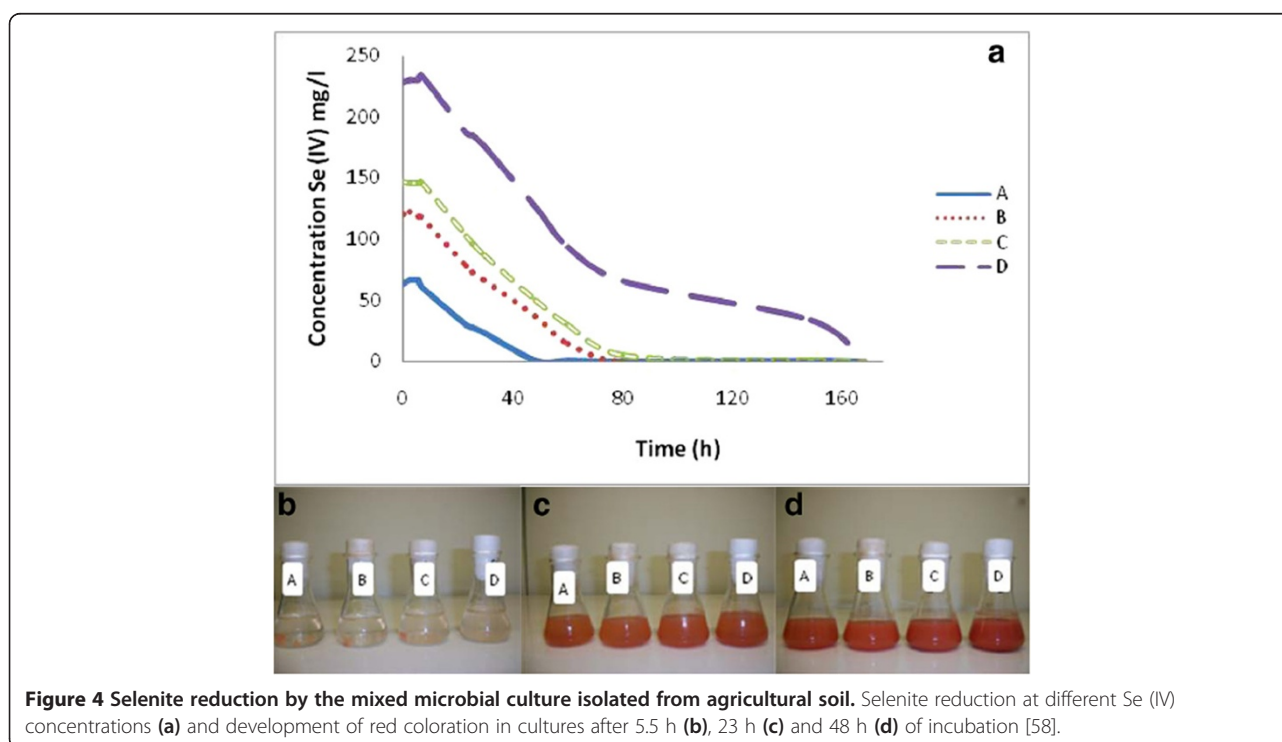 a
250
200
150
100
50
0
Concentration Se (IV) mg/l
0 40 80 120 160
Time (h)
A
B
C
D
b
A B C D
c
A B C D
d
A B C D
Figure 4 Selenite reduction by the mixed microbial culture isolated from agricultural soil. Selenite reduction at different Se (IV)
concentrations (a) and development of red coloration in cultures after 5.5 h (b), 23 h (c) and 48 h (d) of incubation [58].